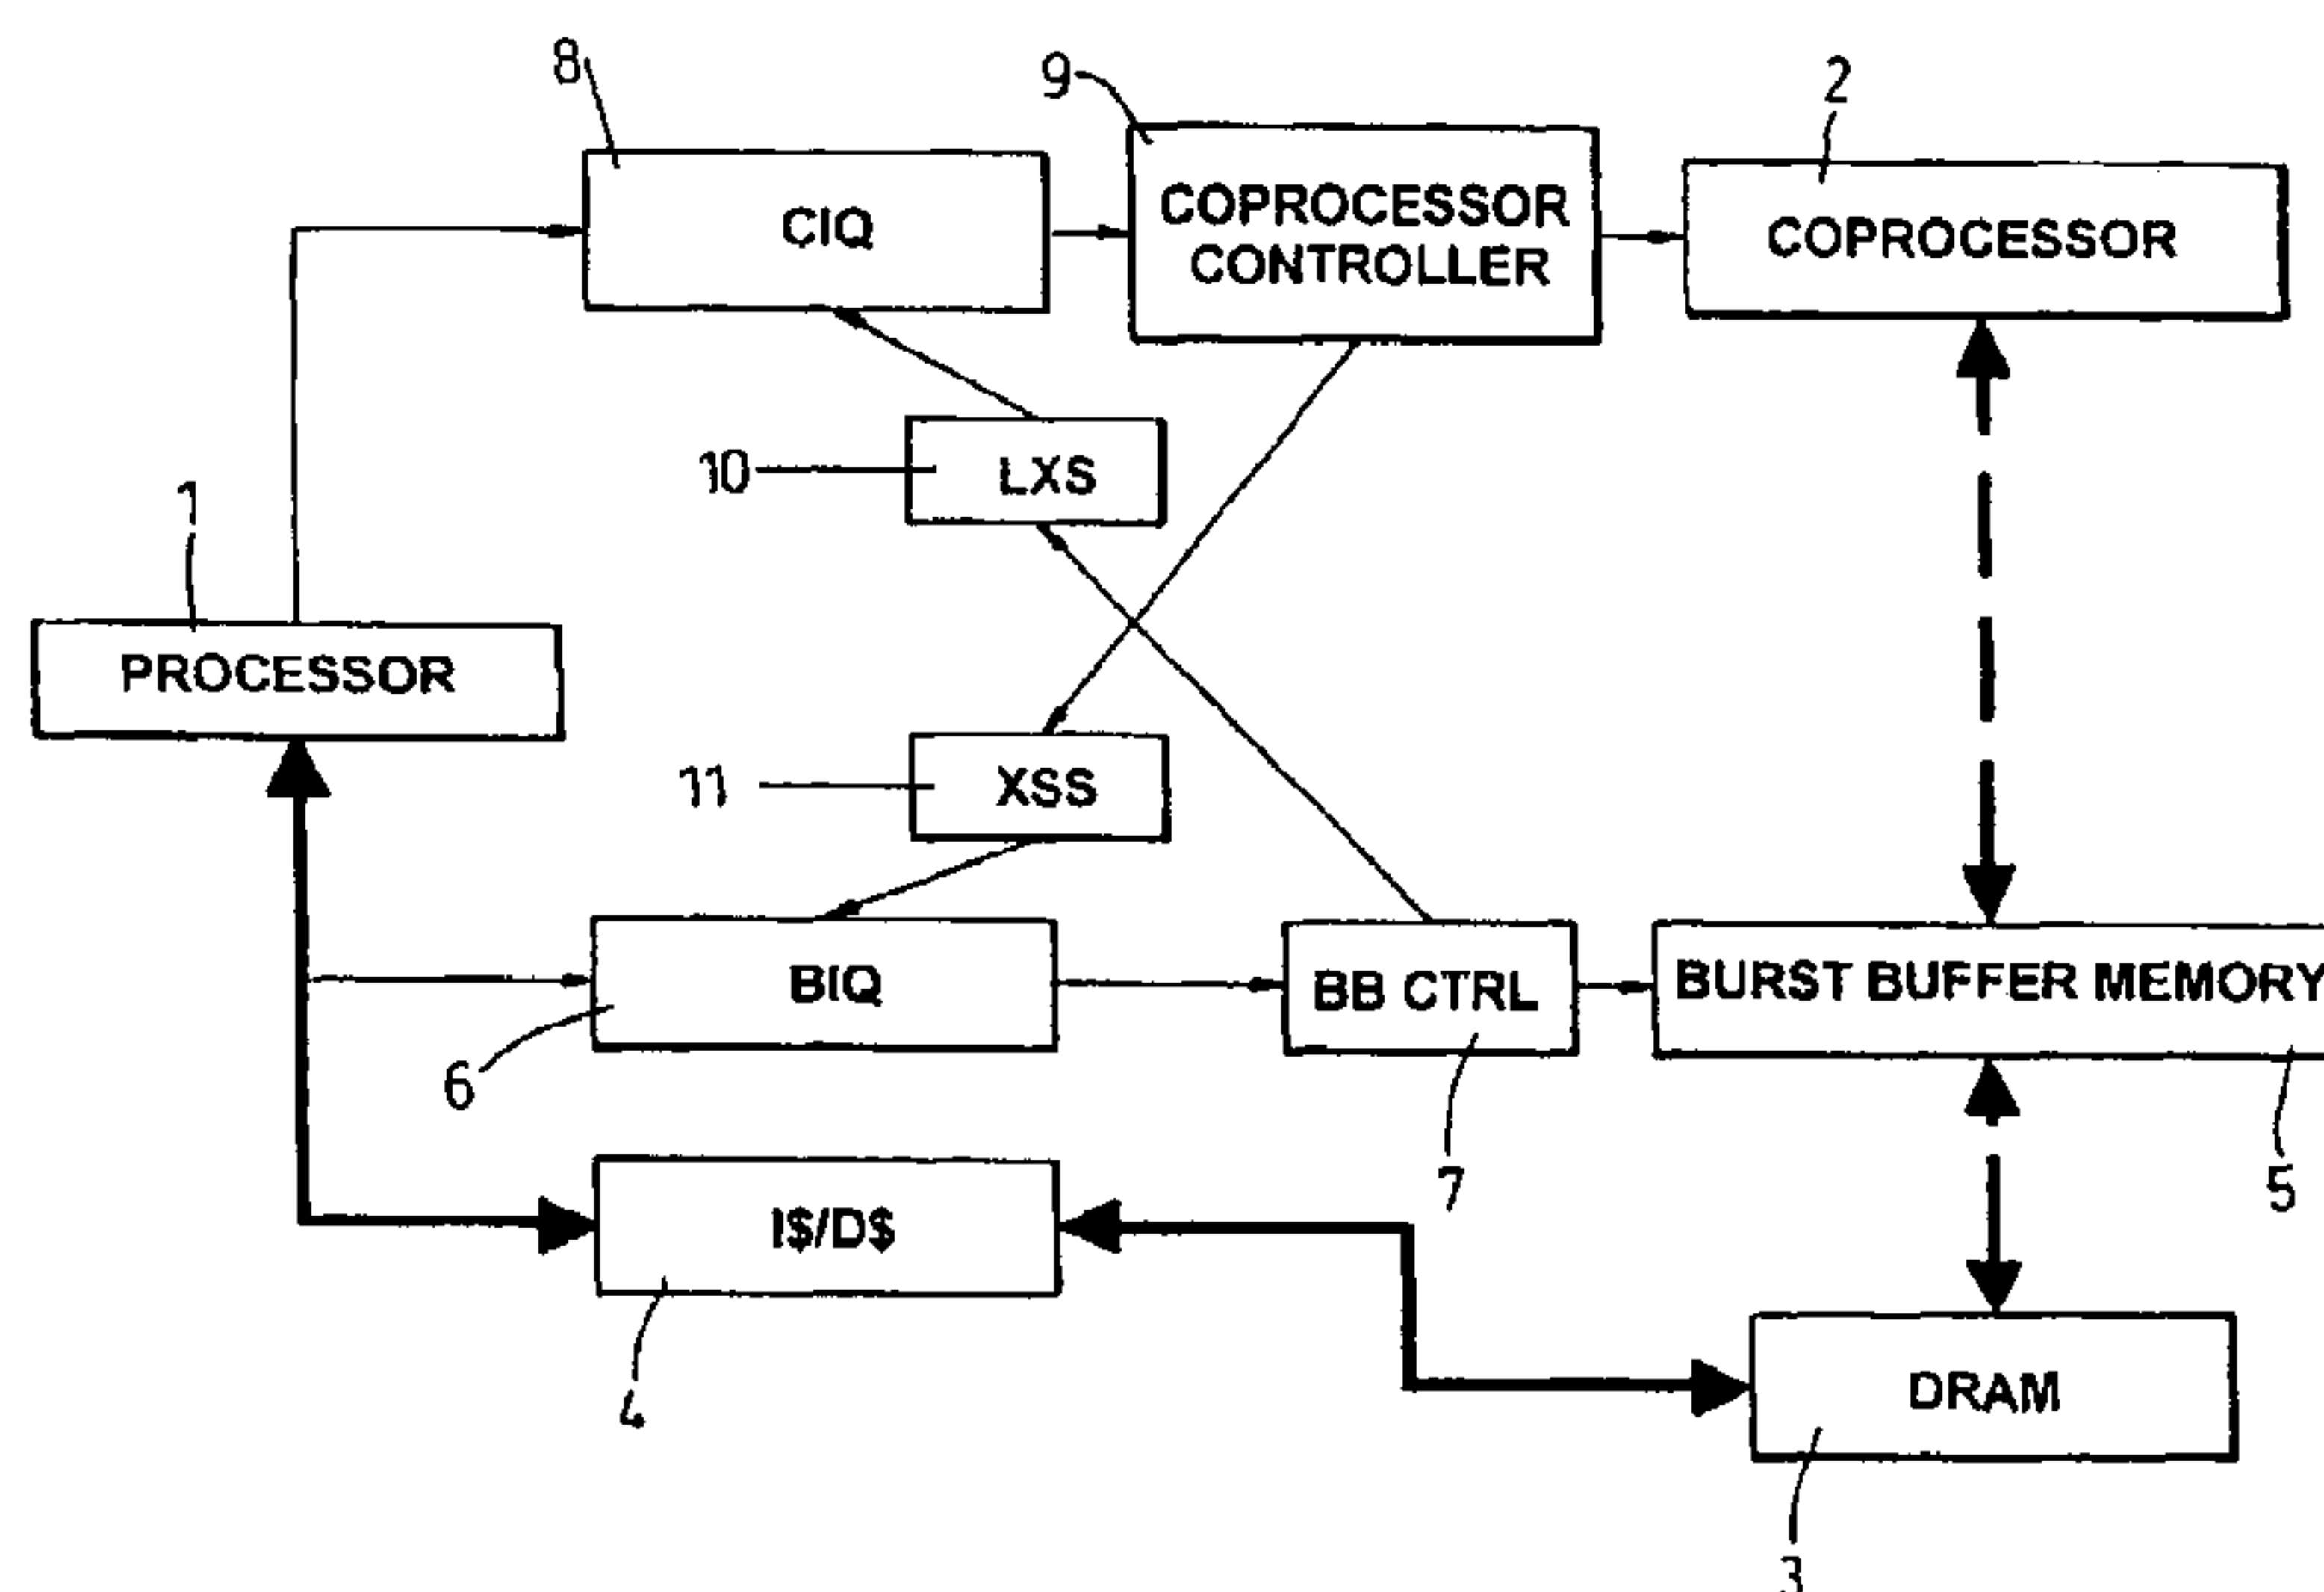 8
9
2
CIQ
COPROCESSOR
CONTROLLER
COPROCESSOR
10
LXS
1
PROCESSOR
11
XSS
BIQ
BB CTRL
BURST BUFFER MEMORY
6
7
5
I$/D$
4
DRAM
3